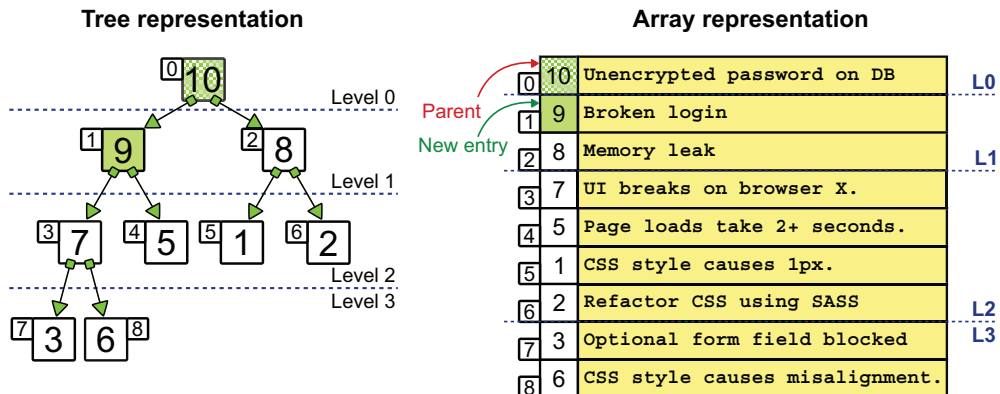 Tree representation
0 10
Level 0
1 9
2 8
Level 1
3 7
4 5
5 1
6 2
Level 2
Level 3
7 3
6 8
Array representation
Parent
New entry
0 10 Unencrypted password on DB
L0
1 9 Broken login
2 8 Memory leak
L1
3 7 UI breaks on browser X.
4 5 Page loads take 2+ seconds.
5 1 CSS style causes 1px.
6 2 Refactor CSS using SASS
L2
L3
7 3 Optional form field blocked
8 6 CSS style causes misalignment.